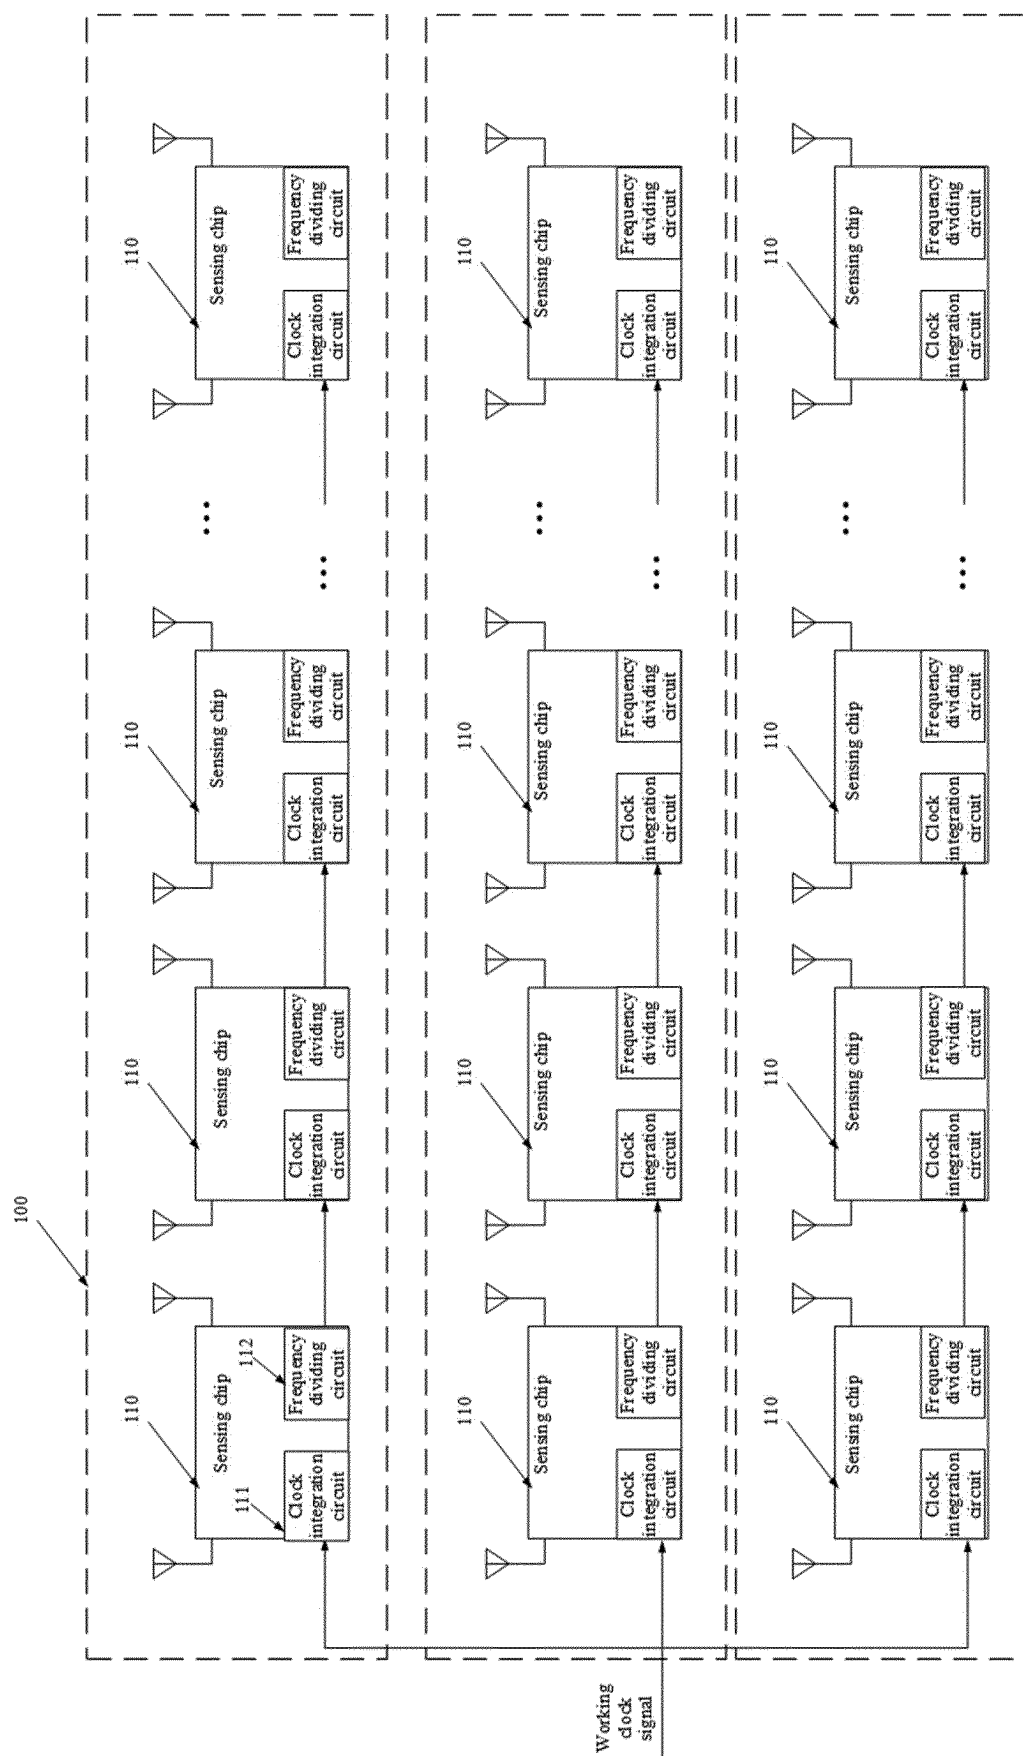 100
110
Sensing chip
111
Clock
integration
circuit
112
Frequency
dividing
circuit
110
Sensing chip
Clock
integration
circuit
Frequency
dividing
circuit
110
Sensing chip
Clock
integration
circuit
Frequency
dividing
circuit
...
...
110
Sensing chip
Clock
integration
circuit
Frequency
dividing
circuit
Working
clock
signal
110
Sensing chip
Clock
integration
circuit
Frequency
dividing
circuit
110
Sensing chip
Clock
integration
circuit
Frequency
dividing
circuit
110
Sensing chip
Clock
integration
circuit
Frequency
dividing
circuit
...
...
110
Sensing chip
Clock
integration
circuit
Frequency
dividing
circuit
110
Sensing chip
Clock
integration
circuit
Frequency
dividing
circuit
110
Sensing chip
Clock
integration
circuit
Frequency
dividing
circuit
110
Sensing chip
Clock
integration
circuit
Frequency
dividing
circuit
...
...
110
Sensing chip
Clock
integration
circuit
Frequency
dividing
circuit